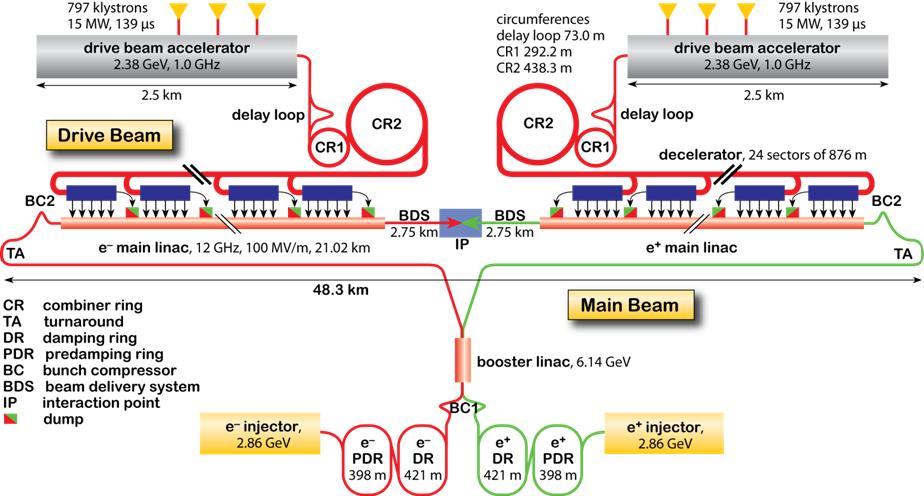 797 klystrons
15 MW, 139 μs
drive beam accelerator
2.38 GeV, 1.0 GHz
2.5 km
delay loop
CR1
CR2
Drive Beam
circumferences
delay loop 73.0 m
CR1 292.2 m
CR2 438.3 m
797 klystrons
15 MW, 139 μs
drive beam accelerator
2.38 GeV, 1.0 GHz
2.5 km
delay loop
CR2
CR1
decelerator, 24 sectors of 876 m
BC2
BDS
2.75 km
IP
BDS
2.75 km
BC2
TA
e– main linac, 12 GHz, 100 MV/m, 21.02 km
e+ main linac
TA
48.3 km
Main Beam
CR combiner ring
TA turnaround
DR damping ring
PDR predamping ring
BC bunch compressor
BDS beam delivery system
IP interaction point
dump
booster linac, 6.14 GeV
BC1
e– injector,
2.86 GeV
e–
PDR
398 m
e–
DR
421 m
e+
DR
421 m
e+
PDR
398 m
e+ injector,
2.86 GeV